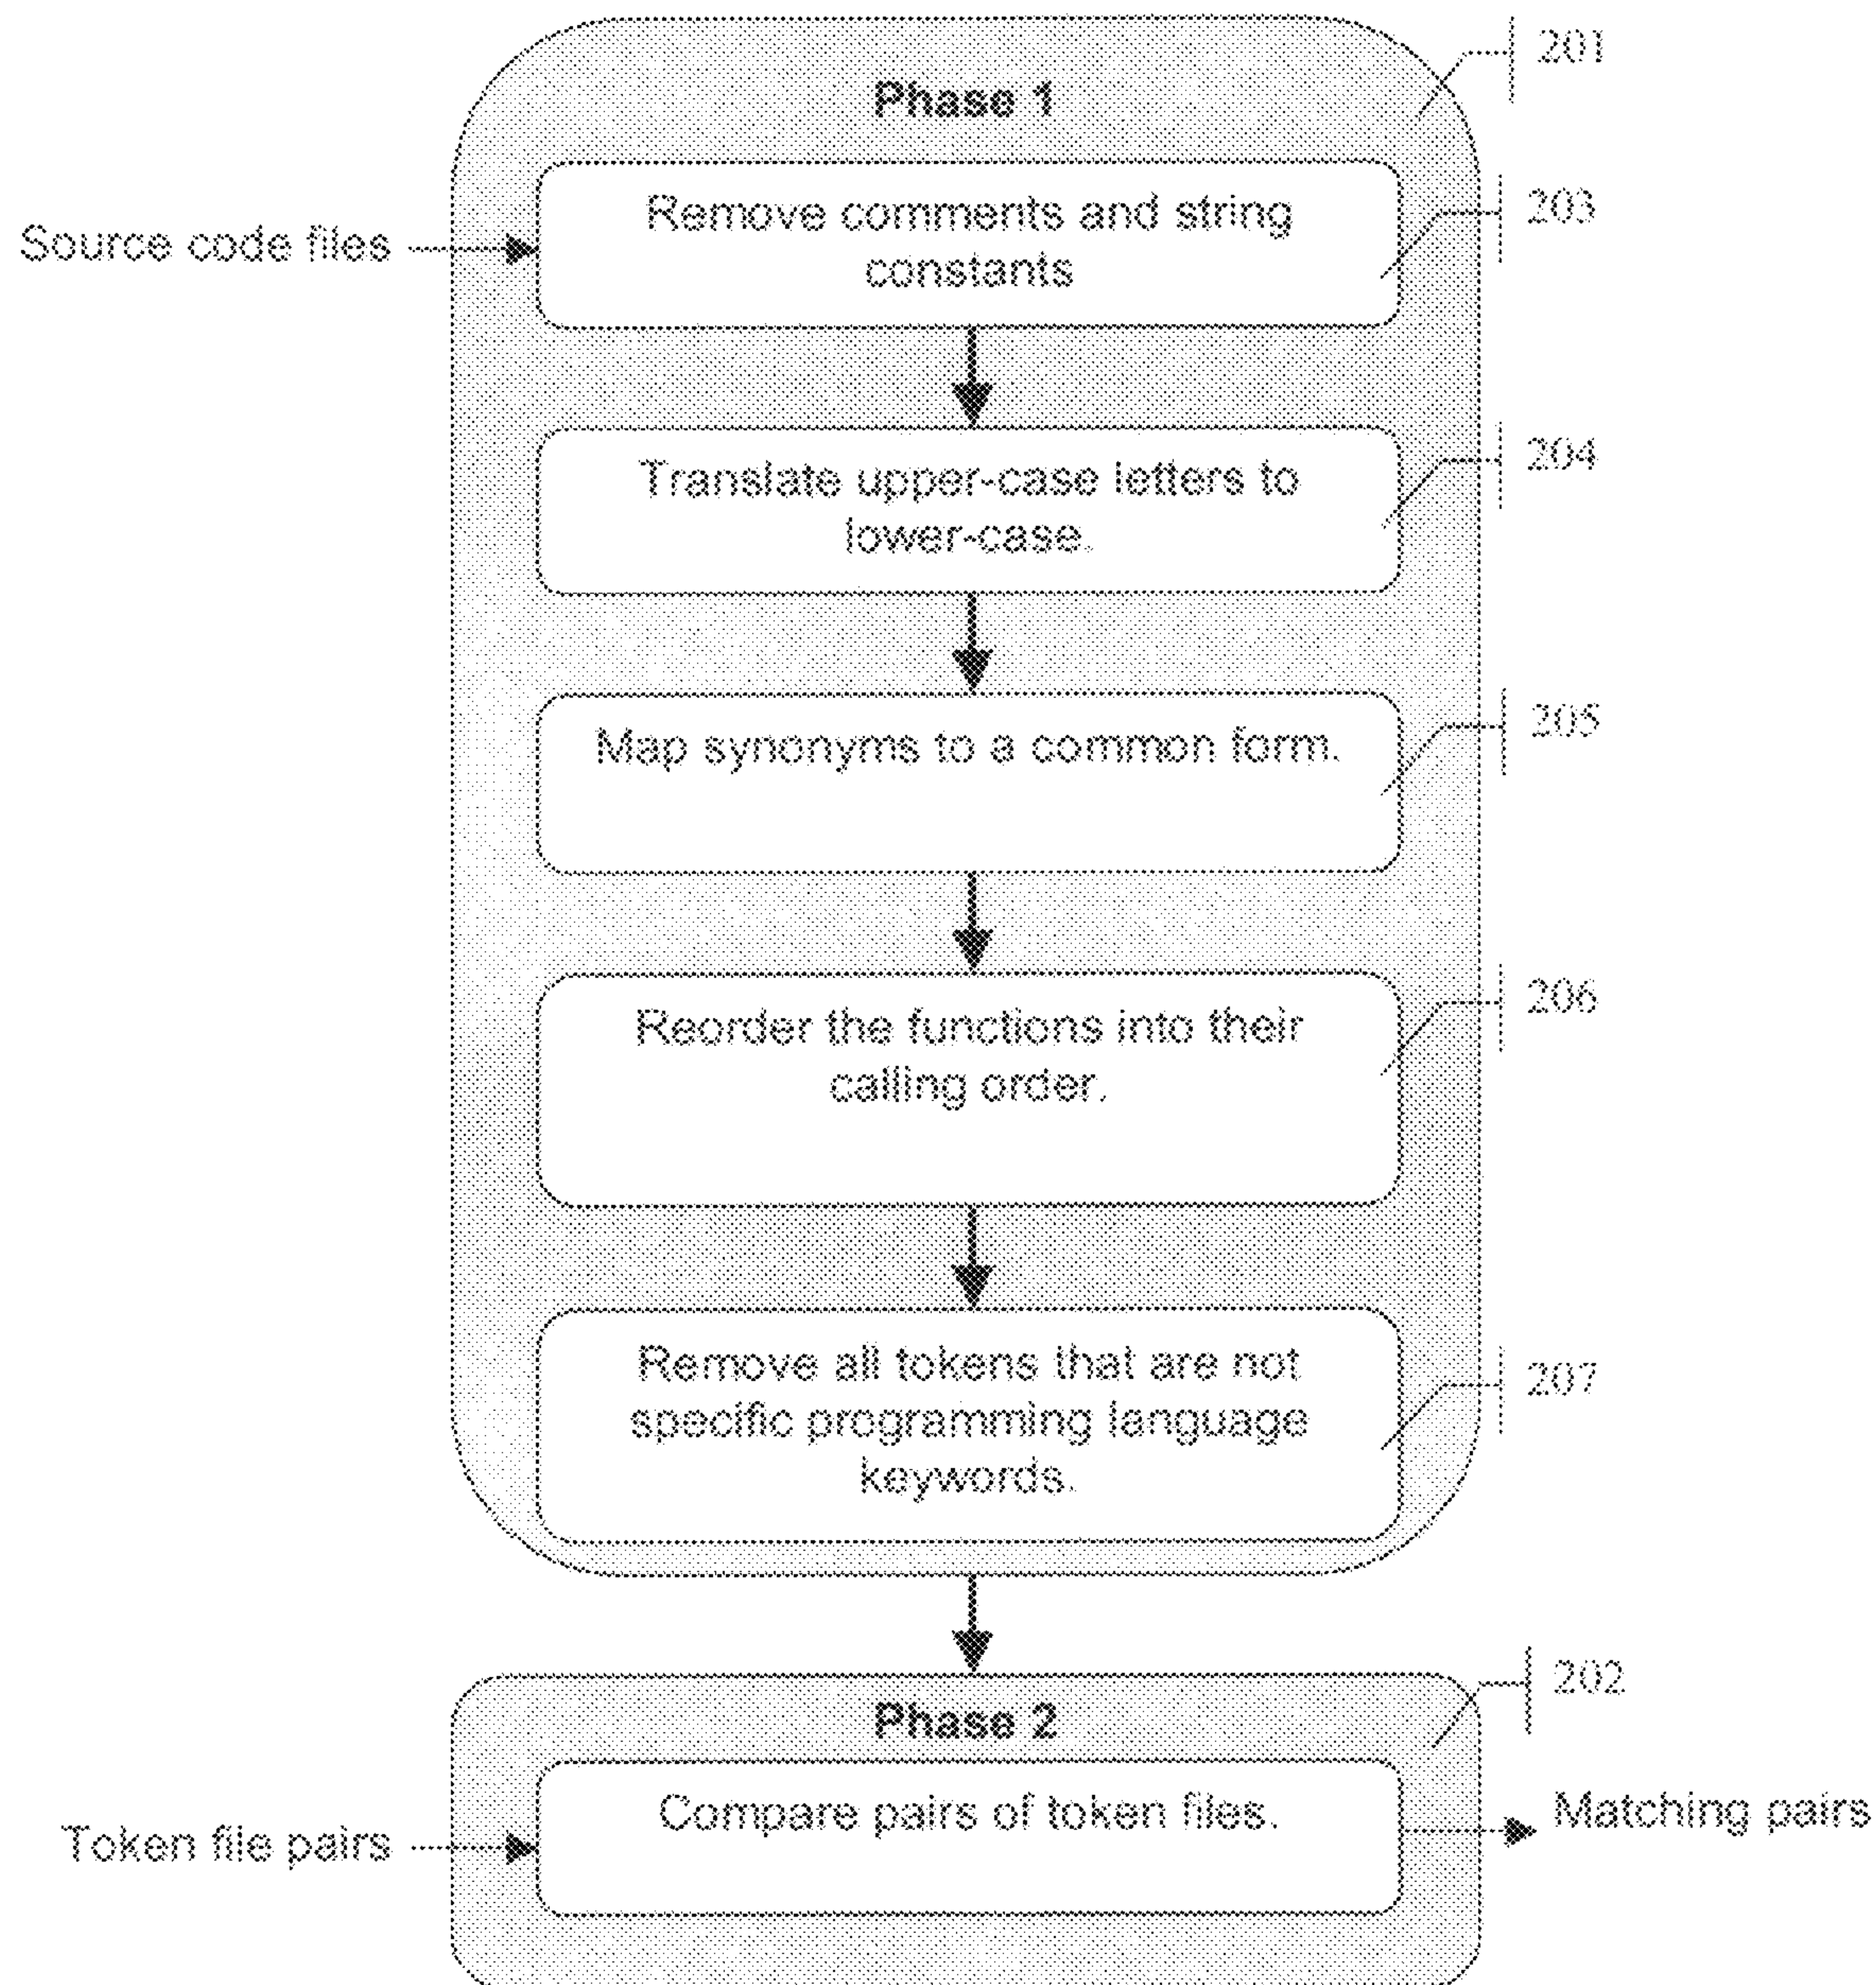 201
Phase 1
Source code files
Remove comments and string
constants
203
Translate upper-case letters to
lower-case.
204
Map synonyms to a common form.
205
Reorder the functions into their
calling order.
206
Remove all tokens that are not
specific programming language
keywords.
207
202
Phase 2
Token file pairs
Compare pairs of token files.
Matching pairs